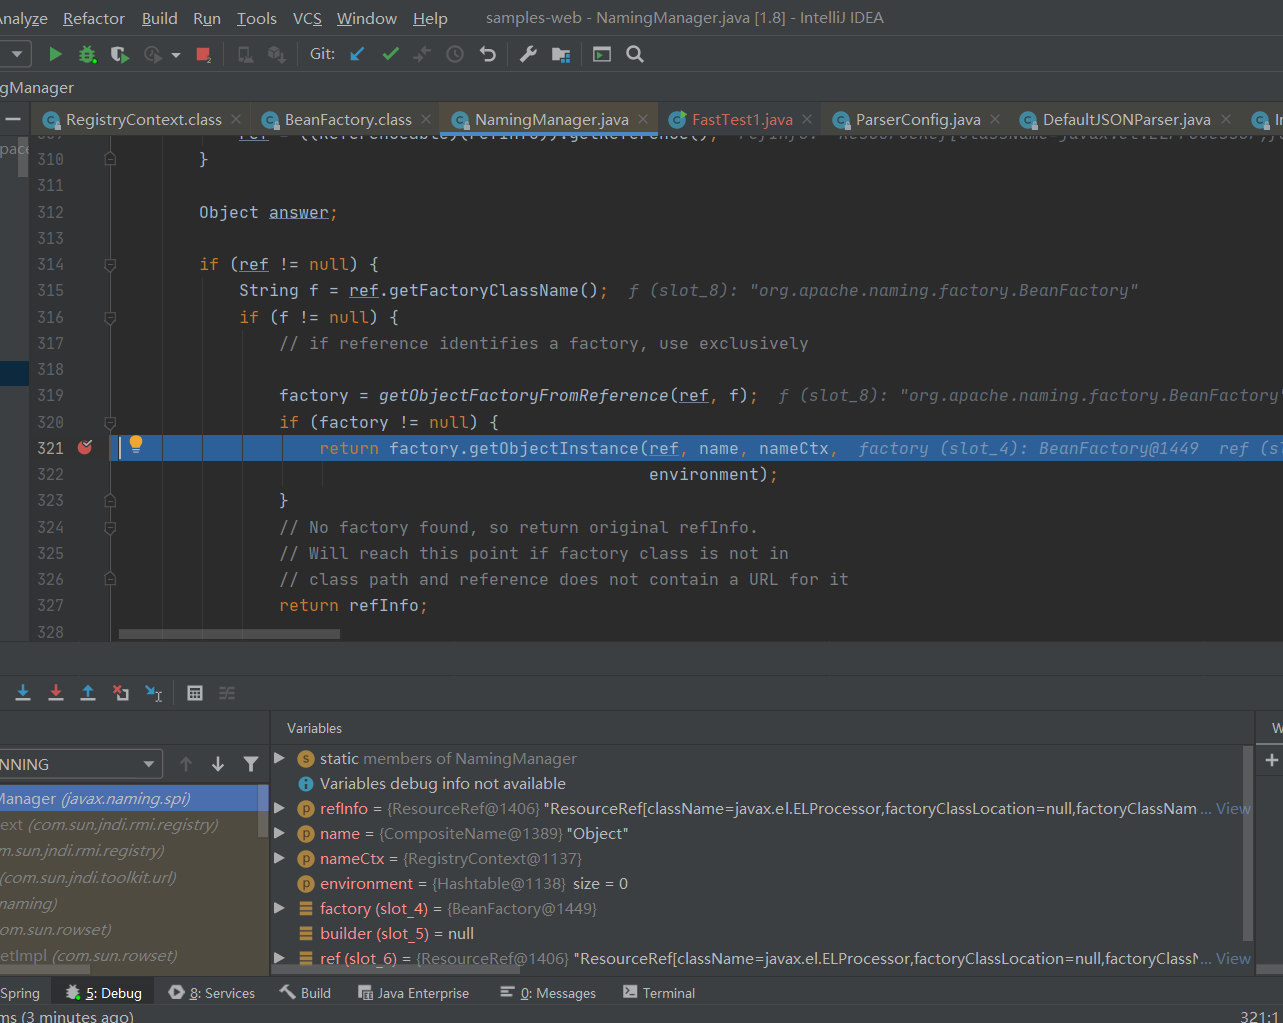 Analyze Refactor Build Run Tools VCS Window Help samples-web - NamingManager.java [1.8] - IntelliJ IDEA
Git:
gManager
RegistryContext.class BeanFactory.class NamingManager.java FastTest1.java ParserConfig.java DefaultJSONParser.java In
310 }
311
312 Object answer;
313
314 if (ref != null) {
315 String f = ref.getFactoryClassName(); f (slot_8): "org.apache.naming.factory.BeanFactory"
316 if (f != null) {
317 // if reference identifies a factory, use exclusively
318
319 factory = getObjectFactoryFromReference(ref, f); f (slot_8): "org.apache.naming.factory.BeanFactory"
320 if (factory != null) {
321 return factory.getObjectInstance(ref, name, nameCtx, factory (slot_4): BeanFactory@1449 ref (sl
322 environment);
323 }
324 // No factory found, so return original refInfo.
325 // Will reach this point if factory class is not in
326 // class path and reference does not contain a URL for it
327 return refInfo;
328
Variables
NNING
static members of NamingManager
Variables debug info not available
Manager (javax.naming.spi)
refInfo = {ResourceRef@1406} "ResourceRef[className=javax.el.ELProcessor,factoryClassLocation=null,factoryClassNam ... View
ext (com.sun.jndi.rmi.registry)
name = {CompositeName@1389} "Object"
m.sun.jndi.rmi.registry)
nameCtx = {RegistryContext@1137}
(com.sun.jndi.toolkit.url)
environment = {Hashtable@1138} size = 0
naming)
factory (slot_4) = {BeanFactory@1449}
om.sun.rowset)
builder (slot_5) = null
etImpl (com.sun.rowset)
ref (slot_6) = {ResourceRef@1406} "ResourceRef[className=javax.el.ELProcessor,factoryClassLocation=null,factoryClassN... View
Spring 5: Debug 8: Services Build Java Enterprise 0: Messages Terminal
ms (3 minutes ago) 321:1